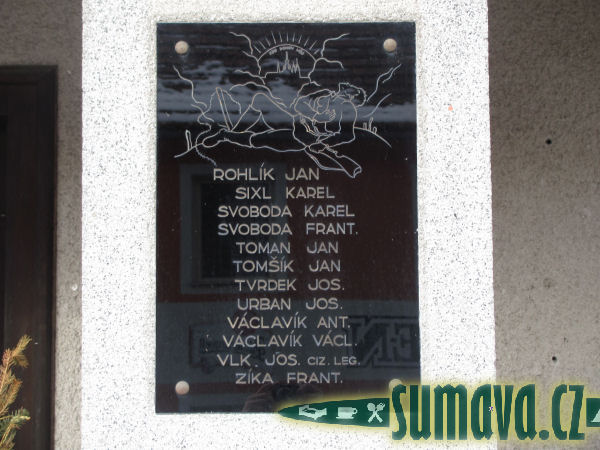 ROHLÍK JAN
SIXL KAREL
SVOBODA KAREL
SVOBODA FRANT.
TOMAN JAN
TOMŠÍK JAN
TVRDEK JOS.
URBAN JOS.
VÁCLAVÍK ANT.
VÁCLAVÍK VÁCL.
VLK JOS. CIZ. LEG.
ZÍKA FRANT.
sumava.cz